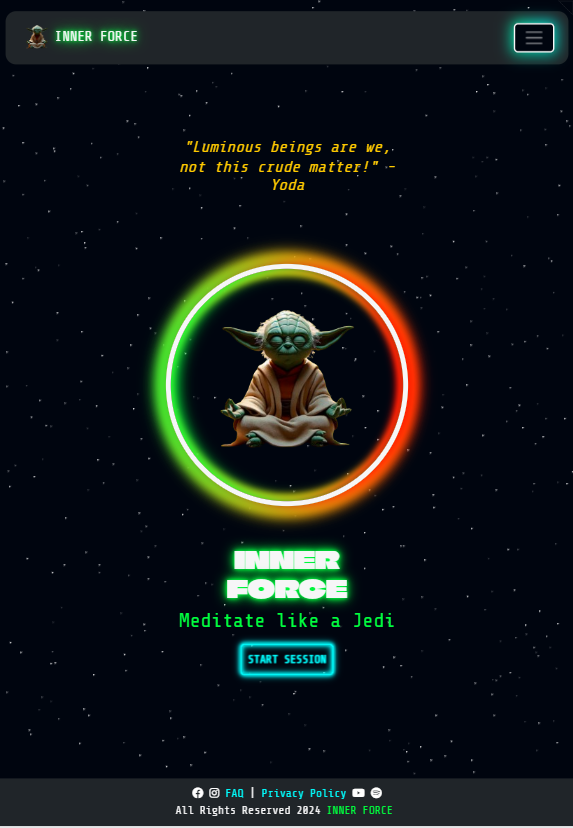 INNER FORCE
"Luminous beings are we,
not this crude matter!" -
Yoda
INNER
FORCE
Meditate like a Jedi
START SESSION
FAQ | Privacy Policy
All Rights Reserved 2024 INNER FORCE